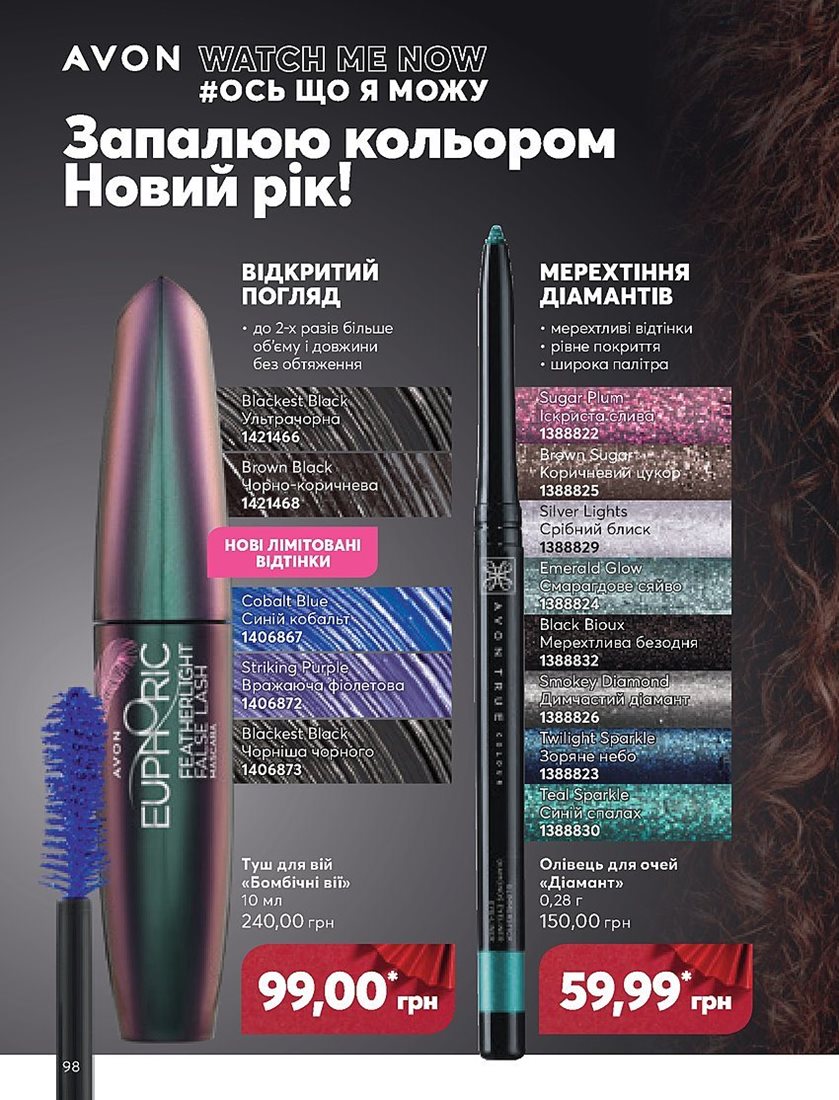 AVON WATCH ME NOW
#ОСЬ ЩО Я МОЖУ
Запалюю кольором
Новий рік!
ВІДКРИТИЙ
ПОГЛЯД
• до 2-х разів більше
об'єму і довжини
без обтяження
Blackest Black
Ультрачорна
1421466
Brown Black
Чорно-коричнева
1421468
НОВІ ЛІМІТОВАНІ
ВІДТІНКИ
Cobalt Blue
Синій кобальт
1406867
Striking Purple
Вражаюча фіолетова
1406872
Blackest Black
Чорніша чорного
1406873
AVON
EUPHORIC
FEATHERLIGHT
FALSE LASH
MASCARA
Туш для вій
«Бомбічні вії»
10 мл
240,00 грн
99,00* грн
МЕРЕХТІННЯ
ДІАМАНТІВ
• мерехтливі відтінки
• рівне покриття
• широка палітра
Sugar Plum
Іскриста слива
1388822
Brown Sugar
Коричневий цукор
1388825
Silver Lights
Срібний блиск
1388829
Emerald Glow
Смарагдове сяйво
1388824
Black Bioux
Мерехтлива безодня
1388832
Smokey Diamond
Димчастий діамант
1388826
Twilight Sparkle
Зоряне небо
1388823
Teal Sparkle
Синій спалах
1388830
AVON TRUE
COLOUR
Олівець для очей
«Діамант»
0,28 г
150,00 грн
59,99* грн
98